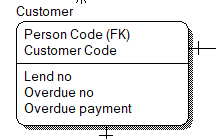 Customer
Person Code (FK)
Customer Code
Lend no
Overdue no
Overdue payment